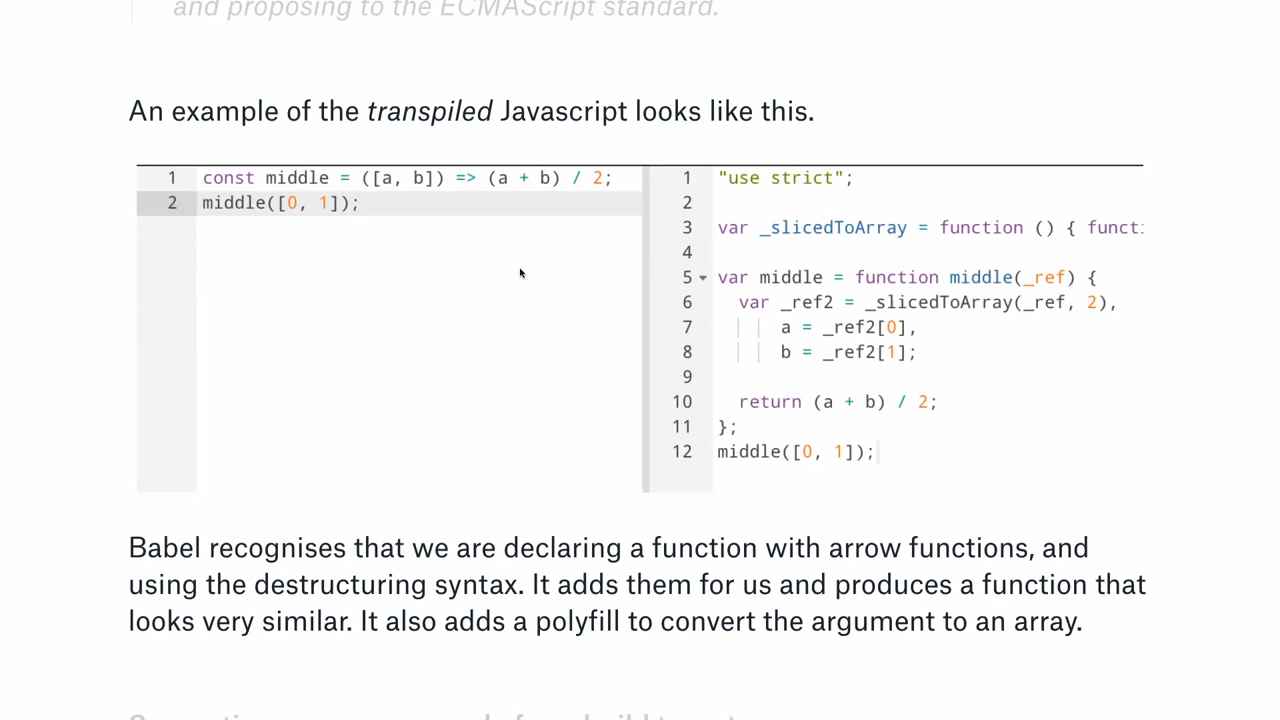 and proposing to the ECMAScript standard.
An example of the transpiled Javascript looks like this.
1 const middle = ([a, b]) => (a + b) / 2;
2 middle([0, 1]);
1 "use strict";
2
3 var _slicedToArray = function () { funct
4
5 var middle = function middle(_ref) {
6 var _ref2 = _slicedToArray(_ref, 2),
7 a = _ref2[0],
8 b = _ref2[1];
9
10 return (a + b) / 2;
11 };
12 middle([0, 1]);
Babel recognises that we are declaring a function with arrow functions, and
using the destructuring syntax. It adds them for us and produces a function that
looks very similar. It also adds a polyfill to convert the argument to an array.